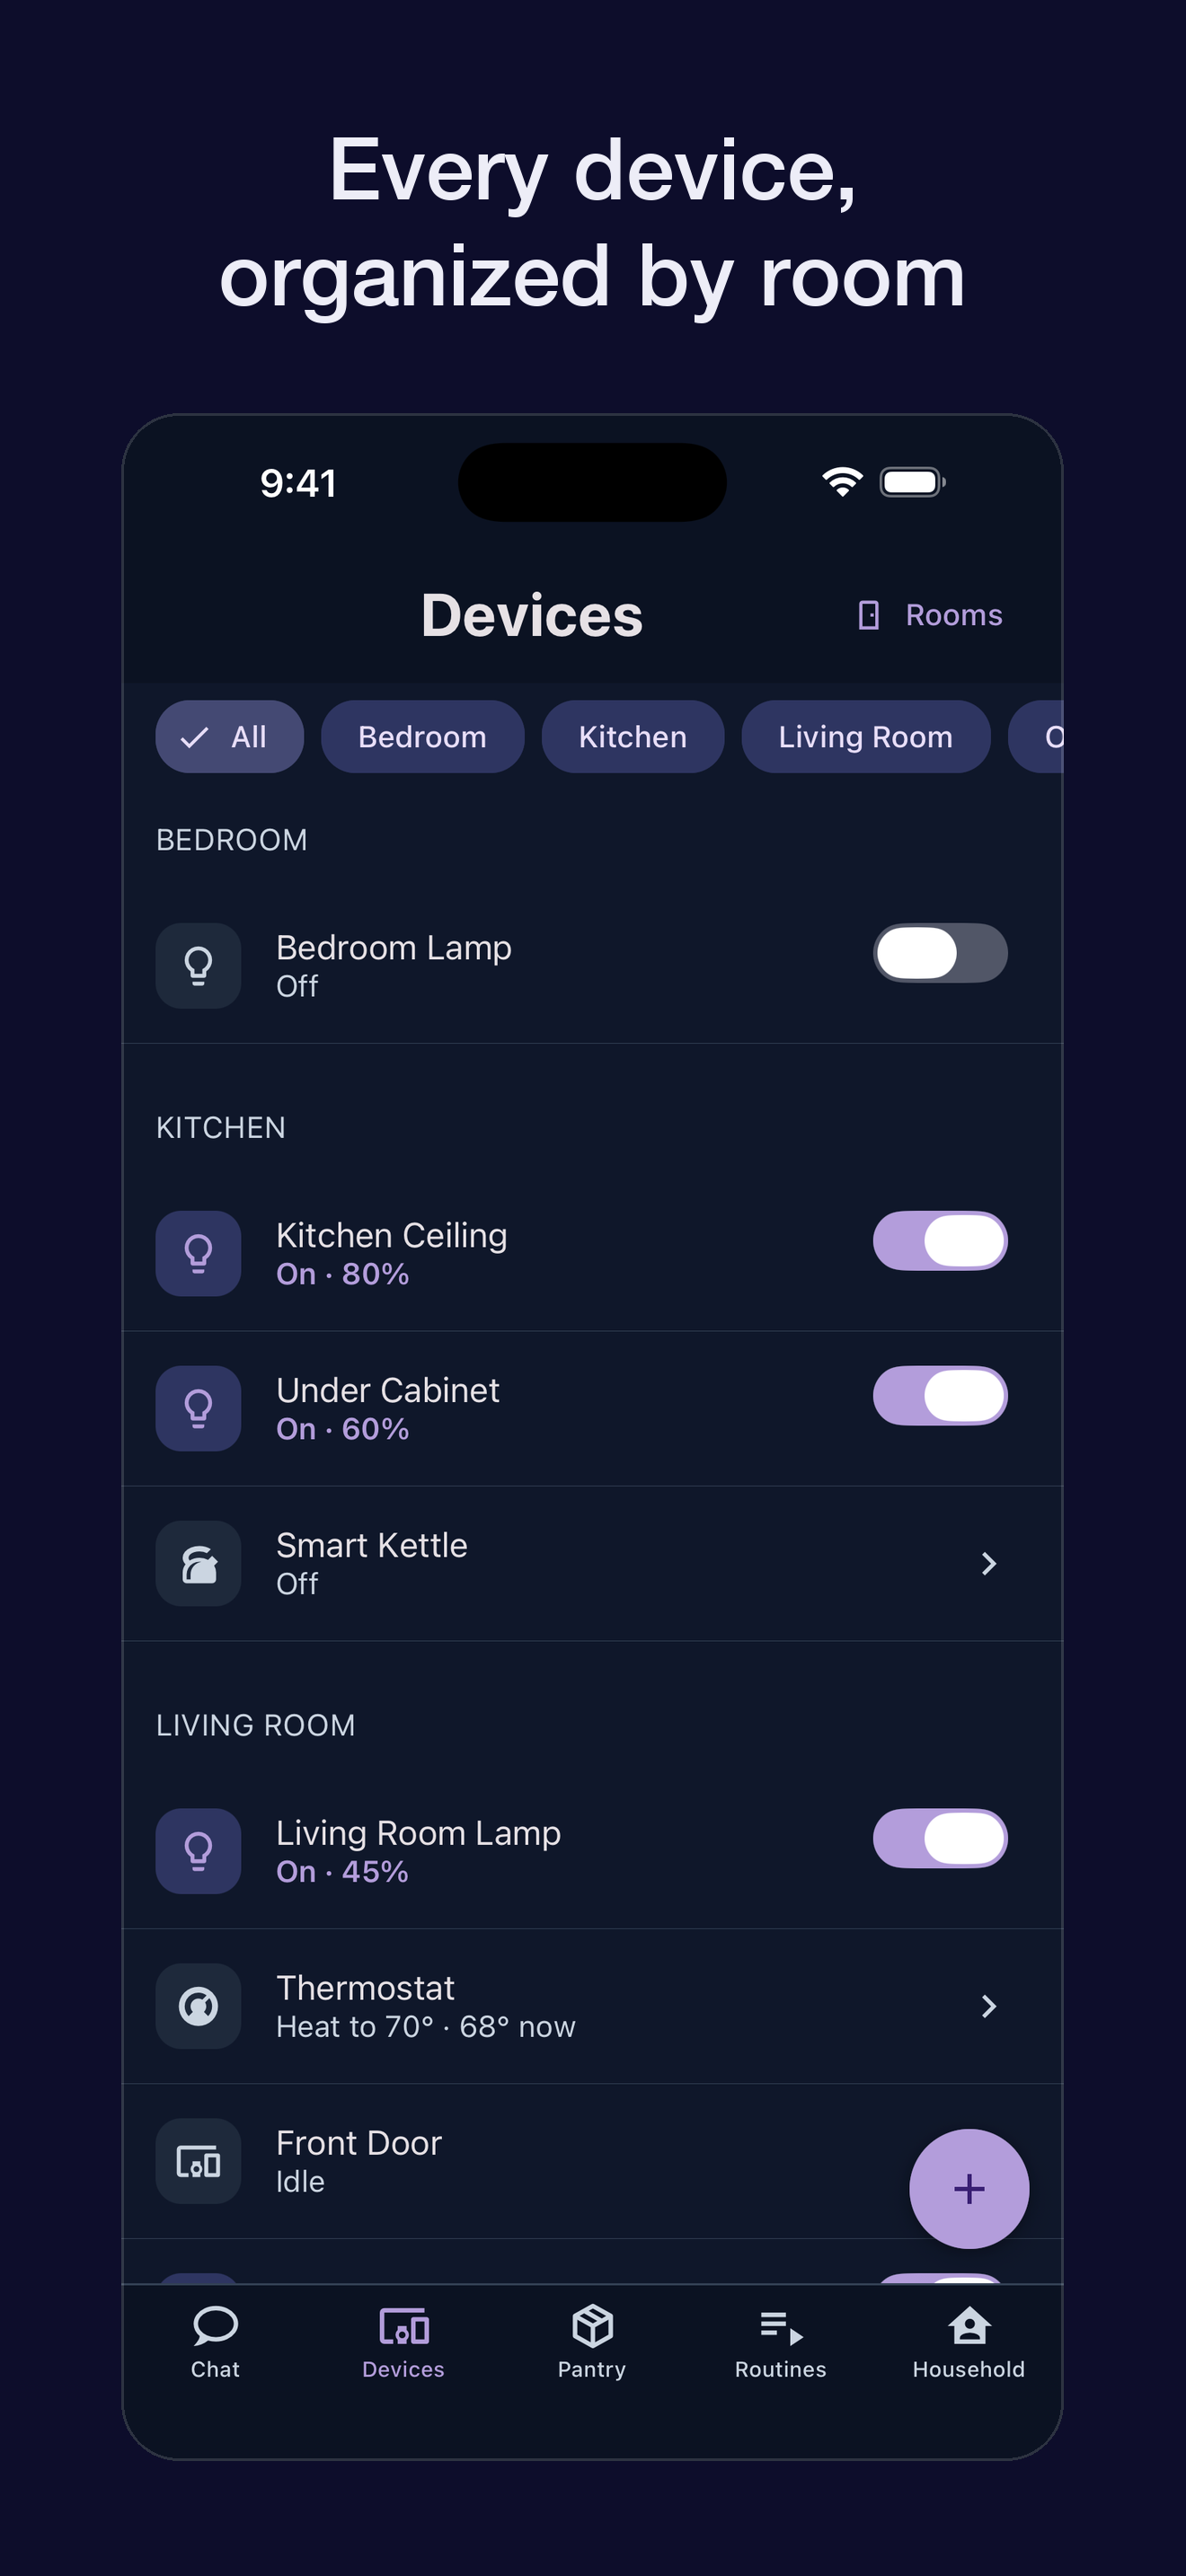 Every device,
organized by room
9:41
Devices
Rooms
All
Bedroom
Kitchen
Living Room
BEDROOM
Bedroom Lamp
Off
KITCHEN
Kitchen Ceiling
On · 80%
Under Cabinet
On · 60%
Smart Kettle
Off
LIVING ROOM
Living Room Lamp
On · 45%
Thermostat
Heat to 70° · 68° now
Front Door
Idle
Chat
Devices
Pantry
Routines
Household